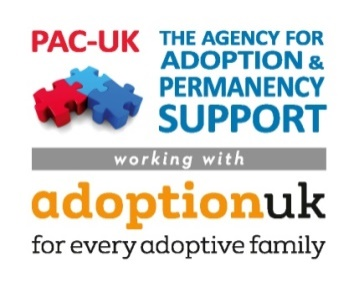 PAC-UK
THE AGENCY FOR
ADOPTION &
PERMANENCY
SUPPORT
working with
adoptionuk
for every adoptive family